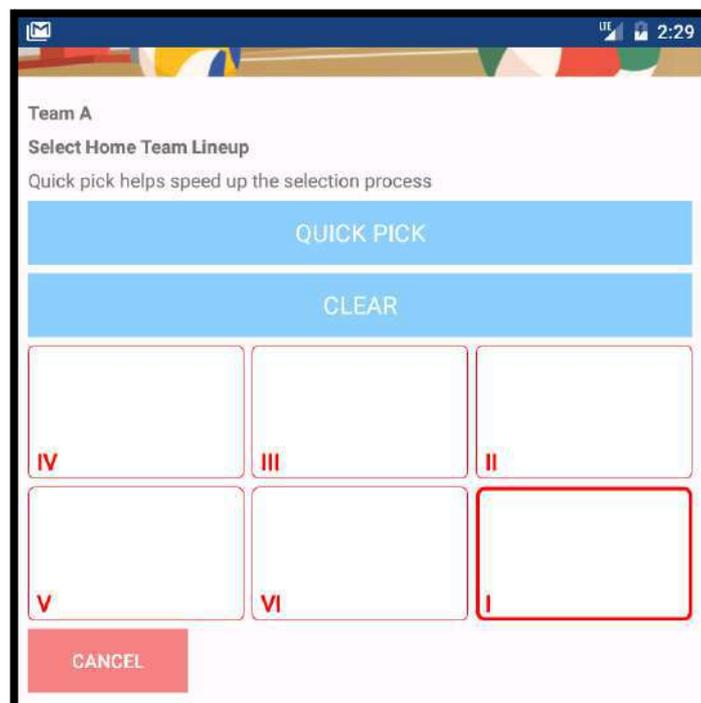 LTE 2:29
Team A
Select Home Team Lineup
Quick pick helps speed up the selection process
QUICK PICK
CLEAR
IV III II
V VI I
CANCEL